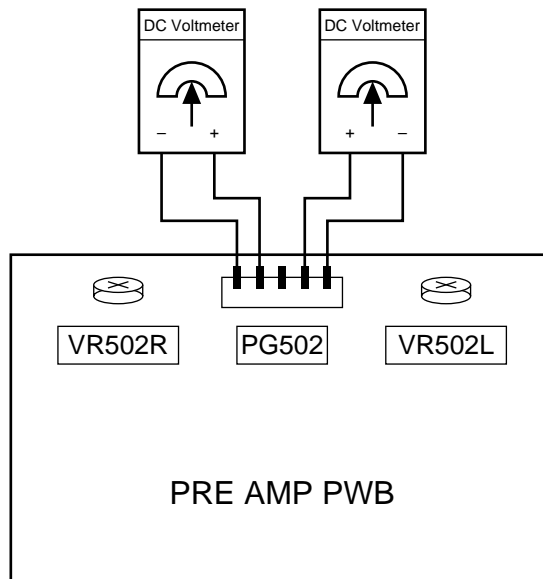 DC Voltmeter DC Voltmeter
– + + –
VR502R PG502 VR502L
PRE AMP PWB